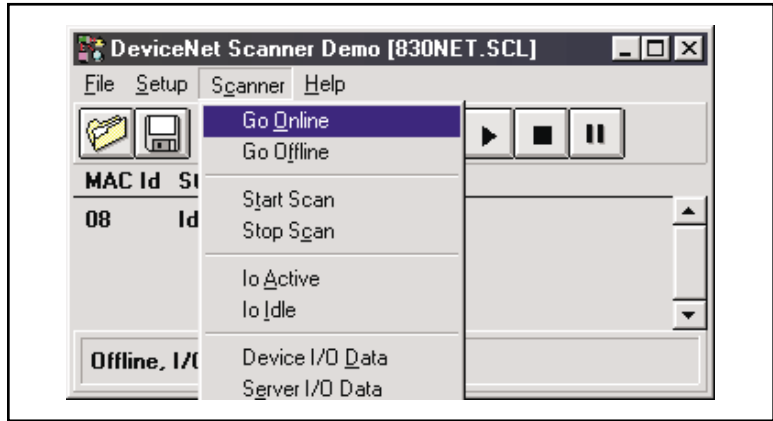 DeviceNet Scanner Demo [830NET.SCL]
File Setup Scanner Help
Go Online
Go Offline
MAC Id
Start Scan
08
Stop Scan
Io Active
Io Idle
Offline,
Device I/O Data
Server I/O Data